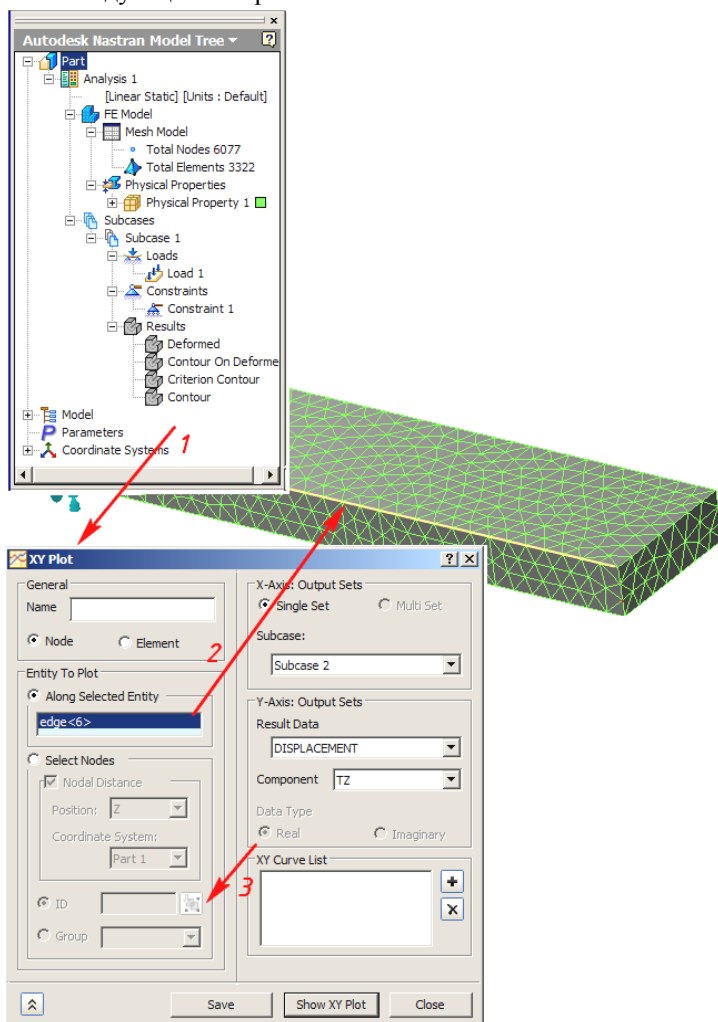 Autodesk Nastran Model Tree
Part
Analysis 1
[Linear Static] [Units : Default]
FE Model
Mesh Model
Total Nodes 6077
Total Elements 3322
Physical Properties
Physical Property 1
Subcases
Subcase 1
Loads
Load 1
Constraints
Constraint 1
Results
Deformed
Contour On Deforme
Criterion Contour
Contour
Model
Parameters
Coordinate Systems
1
XY Plot
General
Name
Node Element
2
Entity To Plot
Along Selected Entity
edge<6>
Select Nodes
Nodal Distance
Position: Z
Coordinate System:
Part 1
ID
Group
X-Axis: Output Sets
Single Set Multi Set
Subcase:
Subcase 2
Y-Axis: Output Sets
Result Data
DISPLACEMENT
Component TZ
Data Type
Real Imaginary
3
XY Curve List
Save Show XY Plot Close